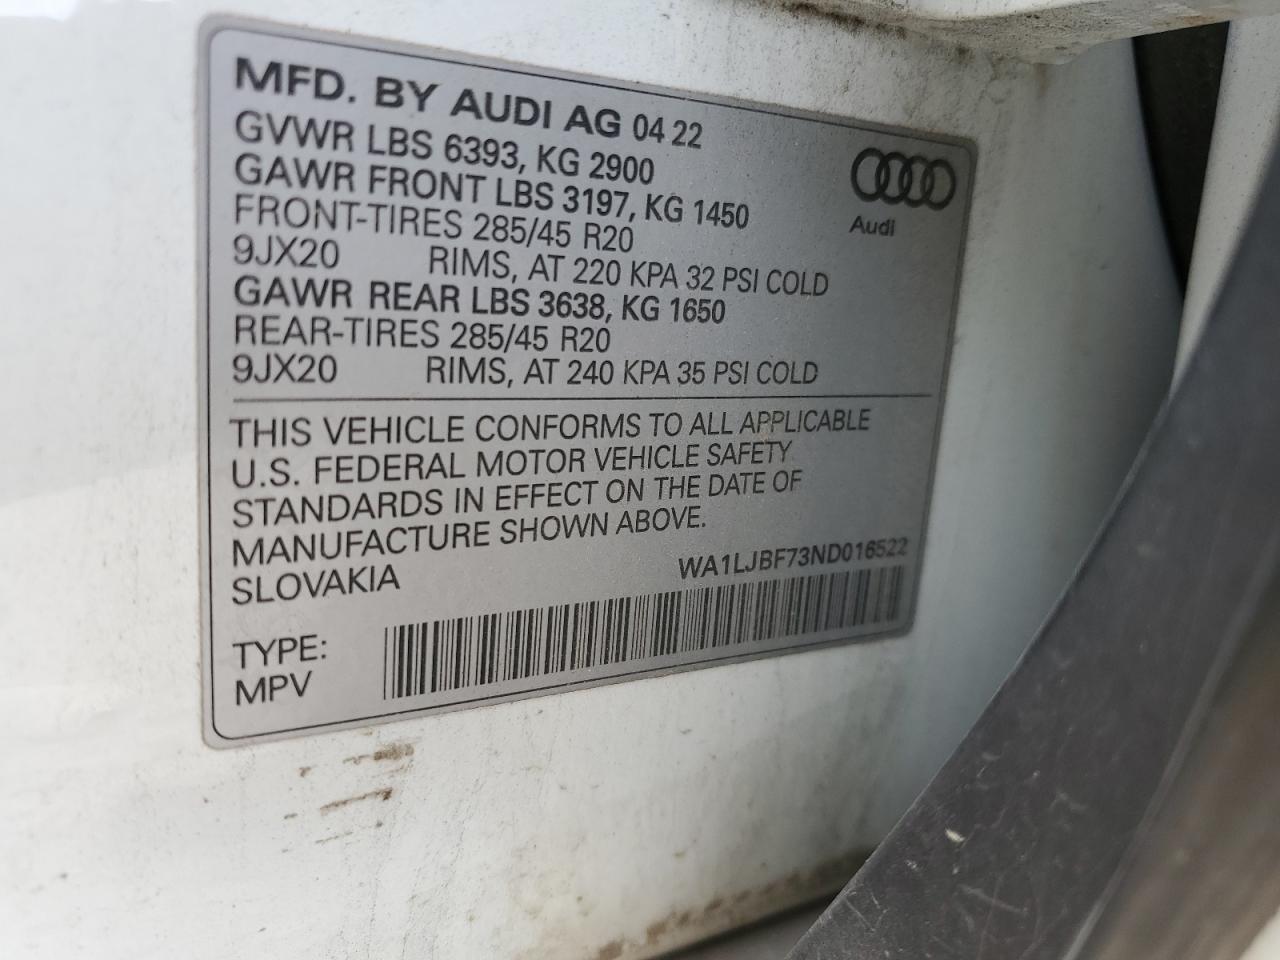 MFD. BY AUDI AG 04 22
GVWR LBS 6393, KG 2900
GAWR FRONT LBS 3197, KG 1450
FRONT-TIRES 285/45 R20
9JX20 RIMS, AT 220 KPA 32 PSI COLD
GAWR REAR LBS 3638, KG 1650
REAR-TIRES 285/45 R20
9JX20 RIMS, AT 240 KPA 35 PSI COLD
Audi
THIS VEHICLE CONFORMS TO ALL APPLICABLE
U.S. FEDERAL MOTOR VEHICLE SAFETY
STANDARDS IN EFFECT ON THE DATE OF
MANUFACTURE SHOWN ABOVE.
SLOVAKIA
WA1LJBF73ND016522
TYPE:
MPV